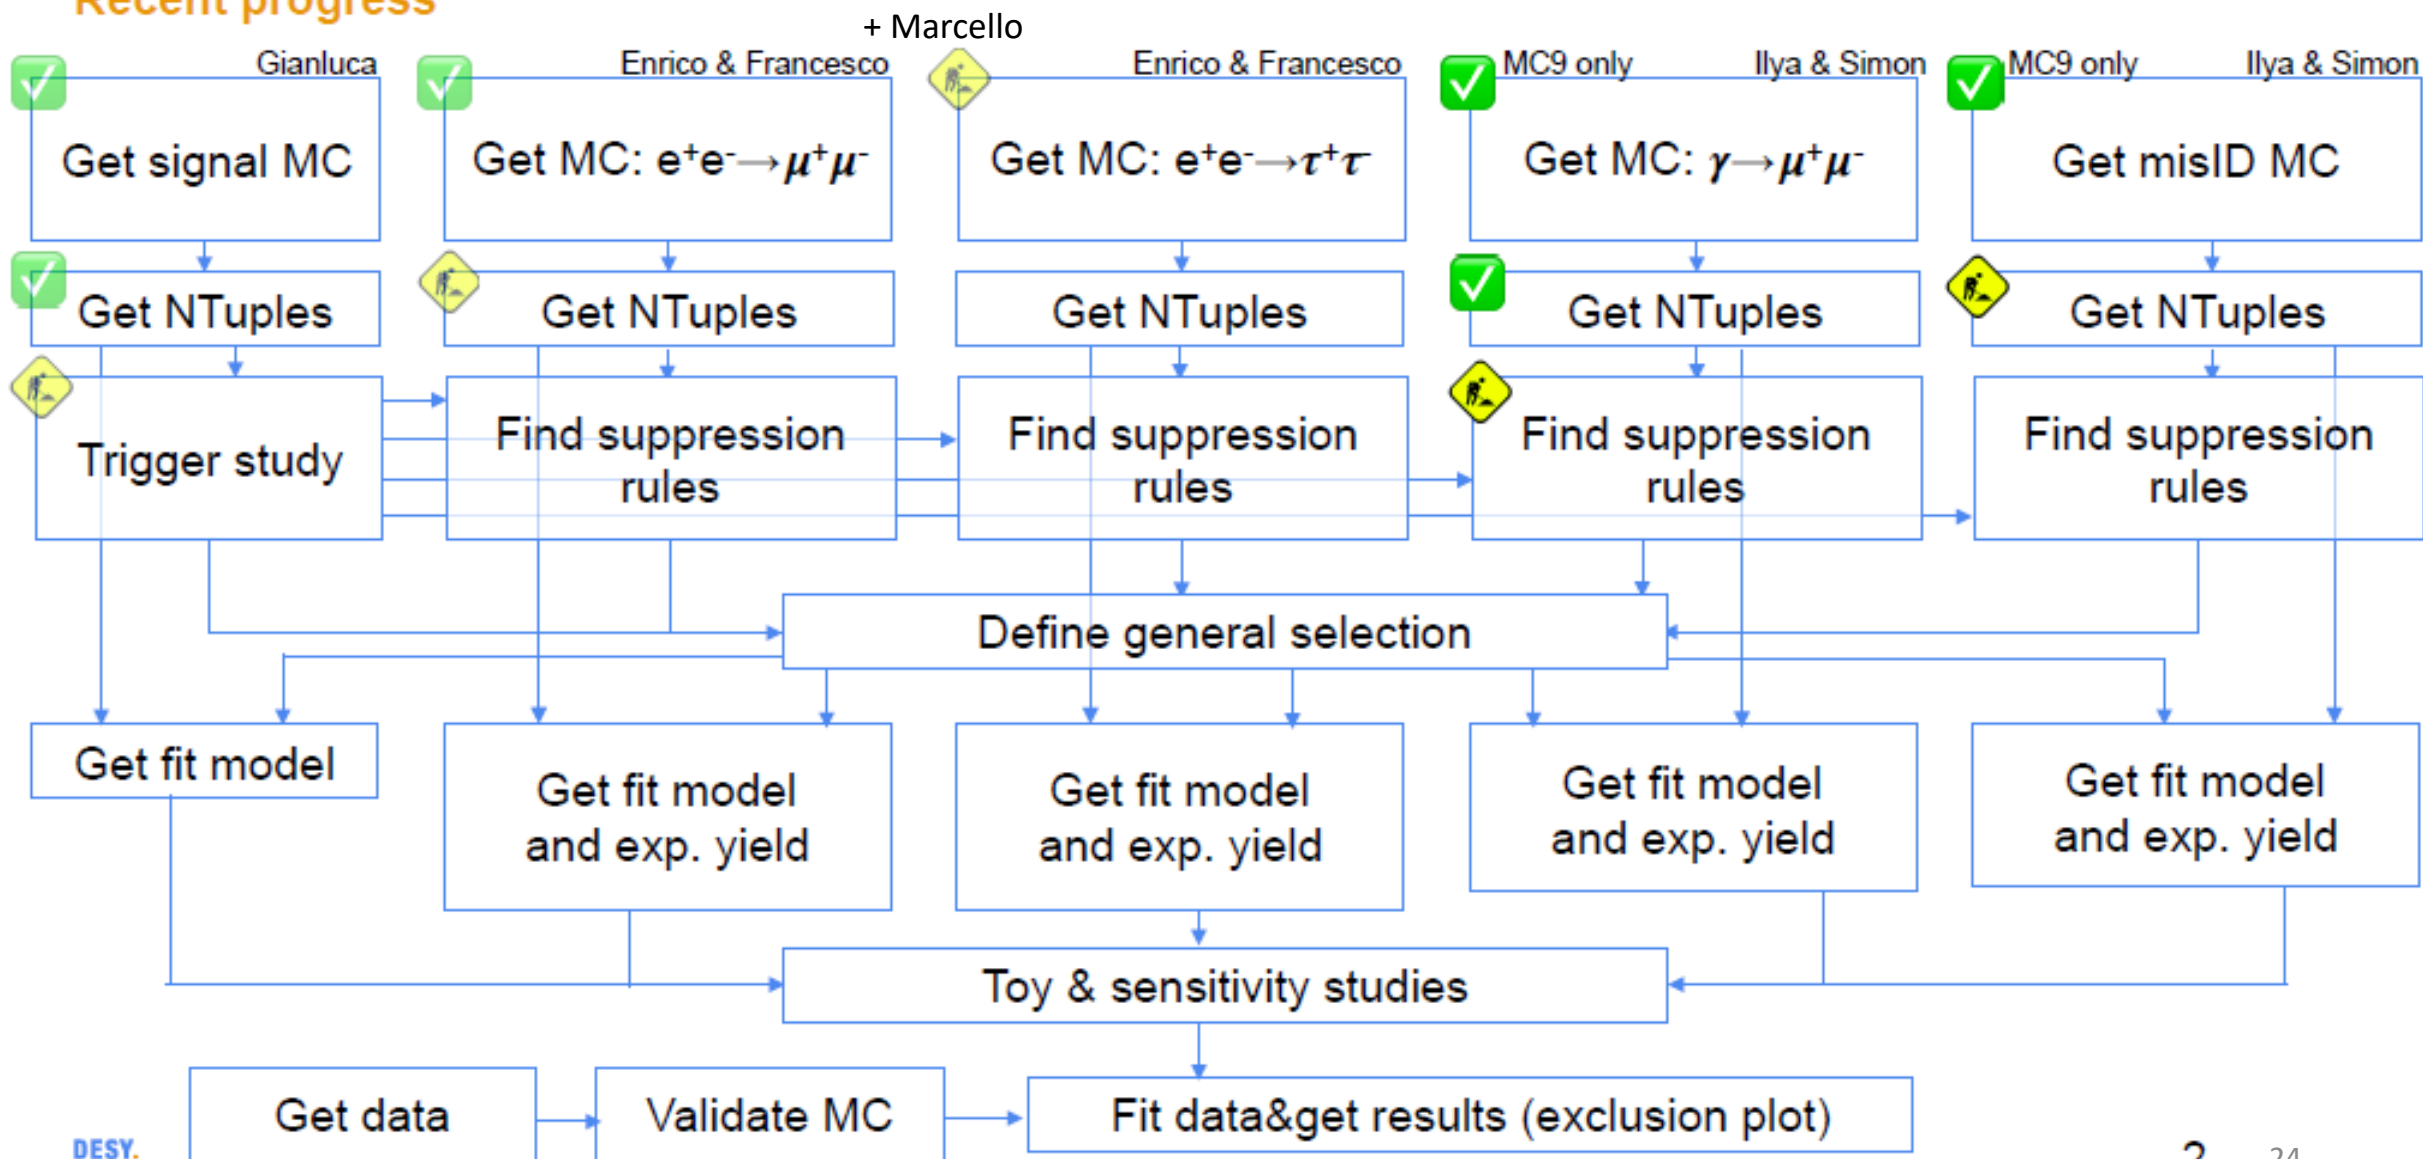 Recent progress
+ Marcello
Gianluca
Enrico & Francesco
Enrico & Francesco
MC9 only
Ilya & Simon
MC9 only
Ilya & Simon
Get signal MC
Get MC: e⁺e⁻→μ⁺μ⁻
Get MC: e⁺e⁻→τ⁺τ⁻
Get MC: γ→μ⁺μ⁻
Get misID MC
Get NTuples
Get NTuples
Get NTuples
Get NTuples
Get NTuples
Trigger study
Find suppression
rules
Find suppression
rules
Find suppression
rules
Find suppression
rules
Define general selection
Get fit model
Get fit model
and exp. yield
Get fit model
and exp. yield
Get fit model
and exp. yield
Get fit model
and exp. yield
Toy & sensitivity studies
Get data
Validate MC
Fit data&get results (exclusion plot)
DESY.
2
24